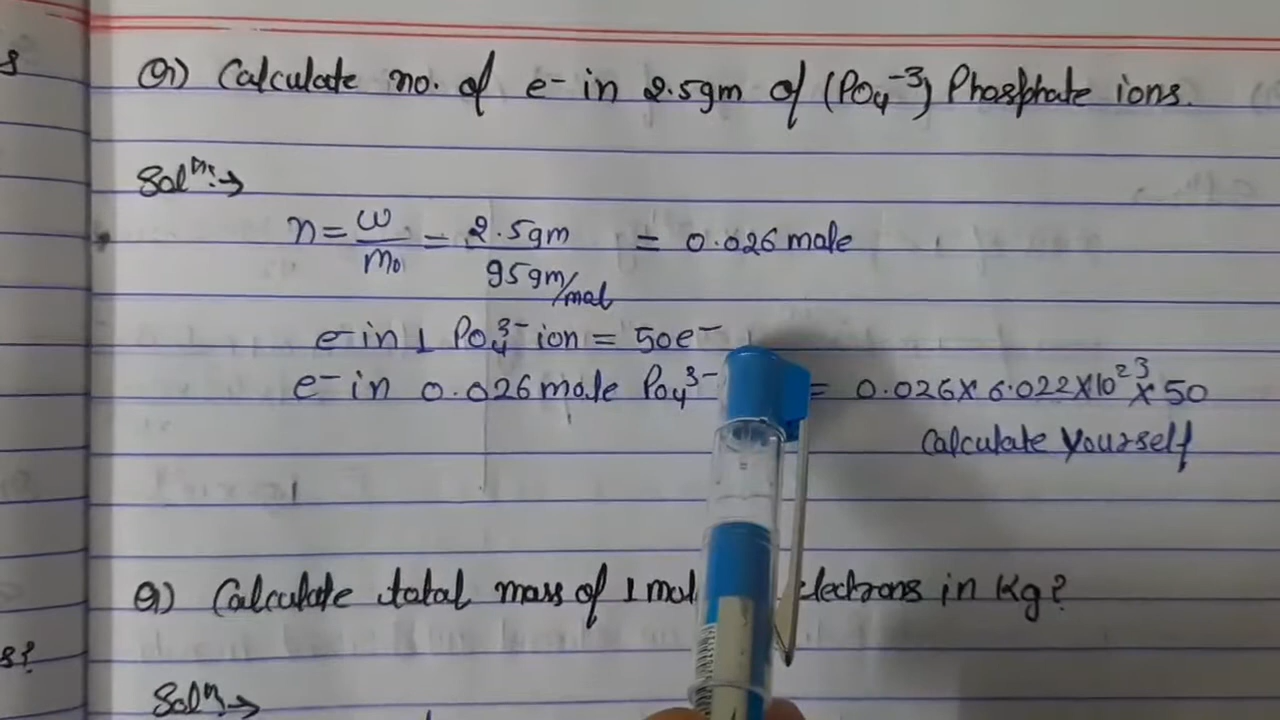 Q) Calculate no. of e- in 2.5gm of (PO4-3) Phosphate ions.
Solⁿ:→
n = w/m0 = 2.5gm/95gm/mol = 0.026 mole
e- in 1 PO4³⁻ ion = 50e⁻
e⁻ in 0.026 mole PO4³⁻ = 0.026 × 6.022 × 10²³ × 50
Calculate Yourself
Q) Calculate total mass of 1 mol electrons in Kg?
Solⁿ→